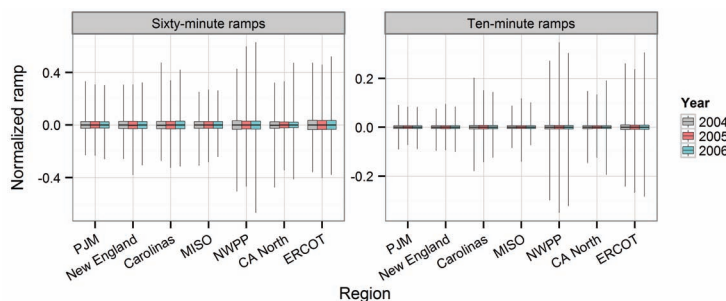 Sixty-minute ramps
Ten-minute ramps
Normalized ramp
0.4
0.0
-0.4
0.2
0.0
-0.2
PJM
New England
Carolinas
MISO
NWPP
CA North
ERCOT
PJM
New England
Carolinas
MISO
NWPP
CA North
ERCOT
Region
Year
2004
2005
2006